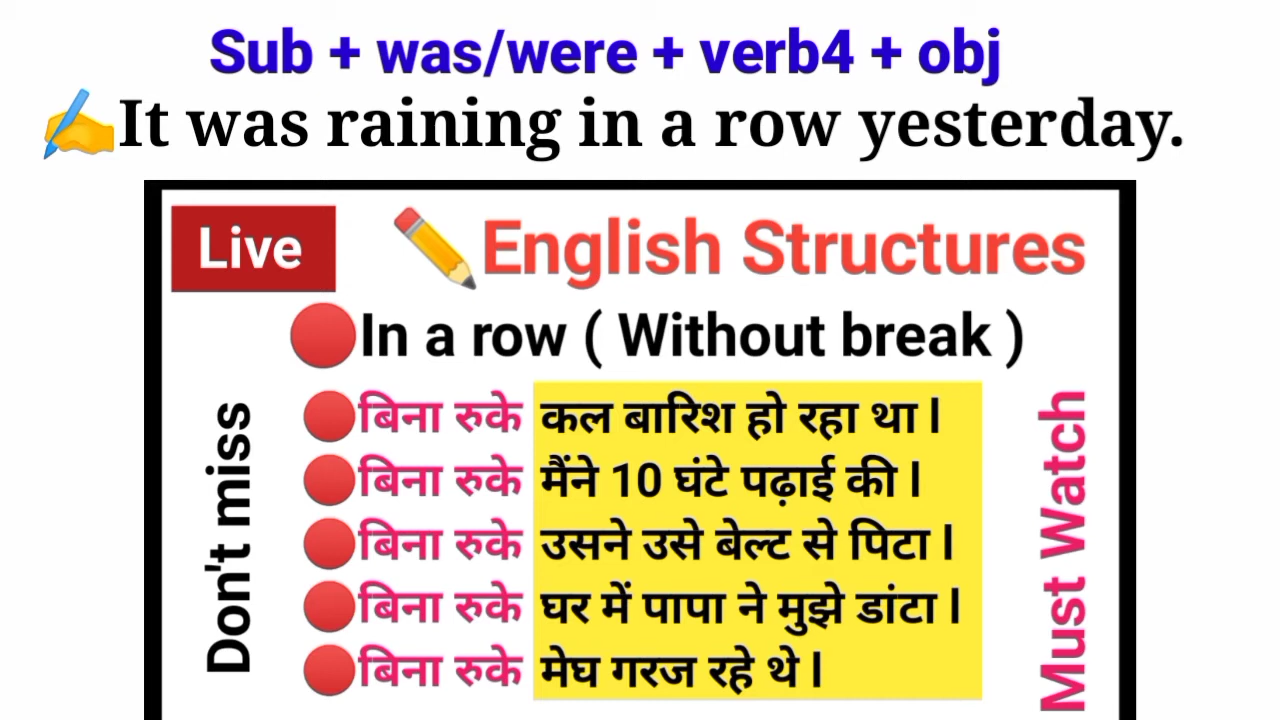 Sub + was/were + verb4 + obj
✍It was raining in a row yesterday.
Live
✏English Structures
🔴In a row ( Without break )
Don't miss
🔴बिना रुके कल बारिश हो रहा था l
🔴बिना रुके मैंने 10 घंटे पढ़ाई की l
🔴बिना रुके उसने उसे बेल्ट से पिटा l
🔴बिना रुके घर में पापा ने मुझे डांटा l
🔴बिना रुके मेघ गरज रहे थे l
Must Watch